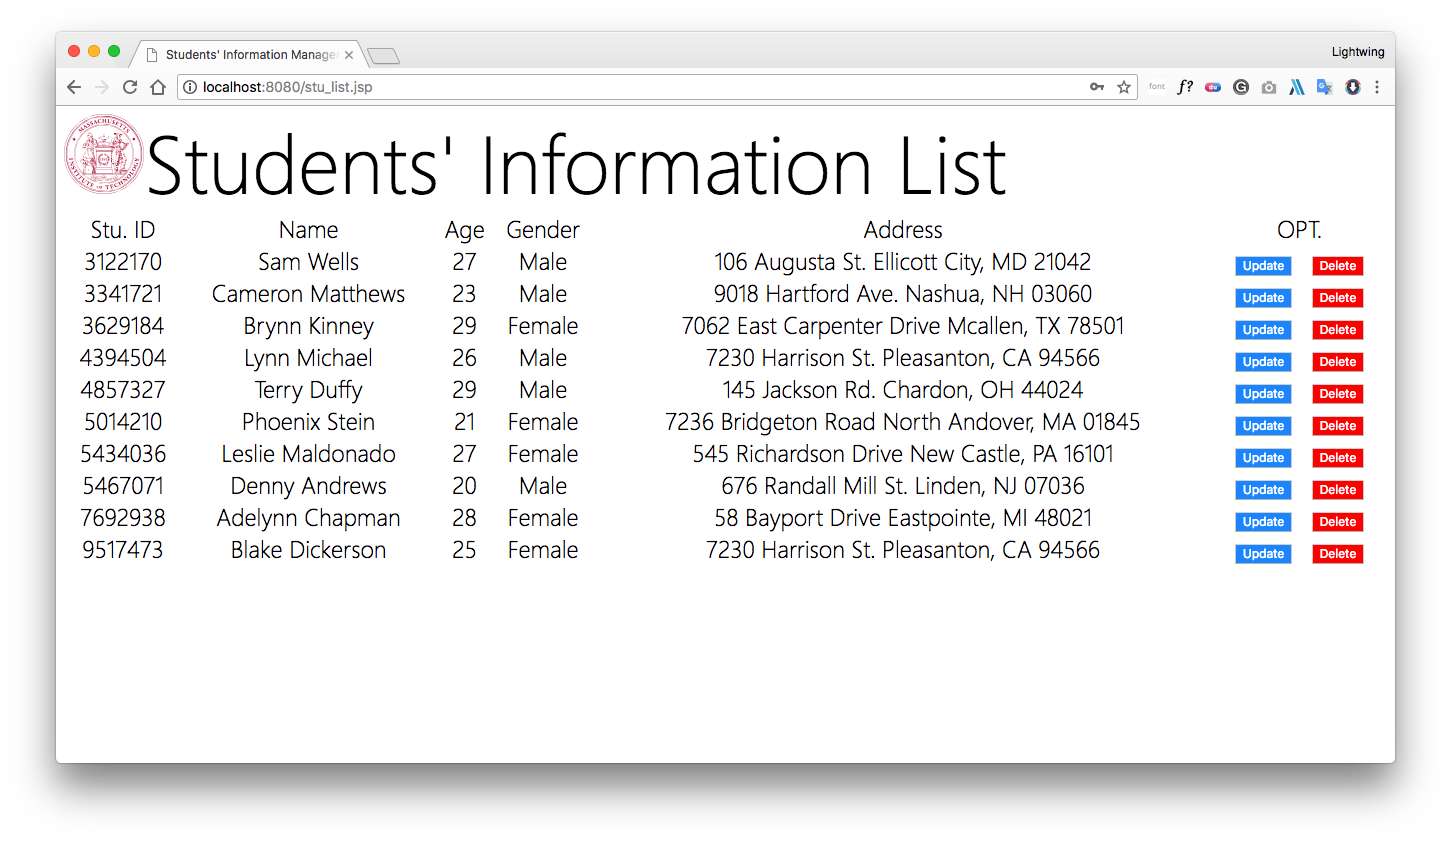 Students' Information Manage
Lightwing
localhost:8080/stu_list.jsp
font f? du G
MASSACHUSETTS INSTITUTE OF TECHNOLOGY
Students' Information List
Stu. ID Name Age Gender Address OPT.
3122170 Sam Wells 27 Male 106 Augusta St. Ellicott City, MD 21042 Update Delete
3341721 Cameron Matthews 23 Male 9018 Hartford Ave. Nashua, NH 03060 Update Delete
3629184 Brynn Kinney 29 Female 7062 East Carpenter Drive Mcallen, TX 78501 Update Delete
4394504 Lynn Michael 26 Male 7230 Harrison St. Pleasanton, CA 94566 Update Delete
4857327 Terry Duffy 29 Male 145 Jackson Rd. Chardon, OH 44024 Update Delete
5014210 Phoenix Stein 21 Female 7236 Bridgeton Road North Andover, MA 01845 Update Delete
5434036 Leslie Maldonado 27 Female 545 Richardson Drive New Castle, PA 16101 Update Delete
5467071 Denny Andrews 20 Male 676 Randall Mill St. Linden, NJ 07036 Update Delete
7692938 Adelynn Chapman 28 Female 58 Bayport Drive Eastpointe, MI 48021 Update Delete
9517473 Blake Dickerson 25 Female 7230 Harrison St. Pleasanton, CA 94566 Update Delete